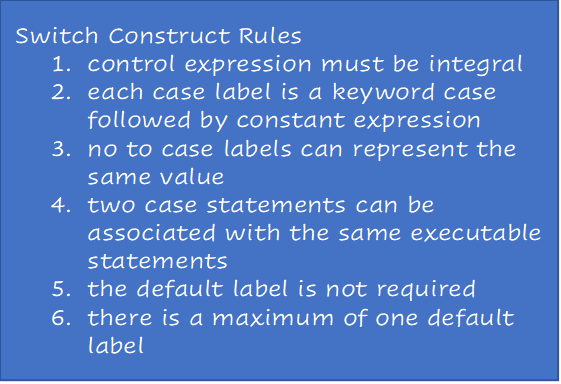 Switch Construct Rules
1. control expression must be integral
2. each case label is a keyword case
followed by constant expression
3. no to case labels can represent the
same value
4. two case statements can be
associated with the same executable
statements
5. the default label is not required
6. there is a maximum of one default
label